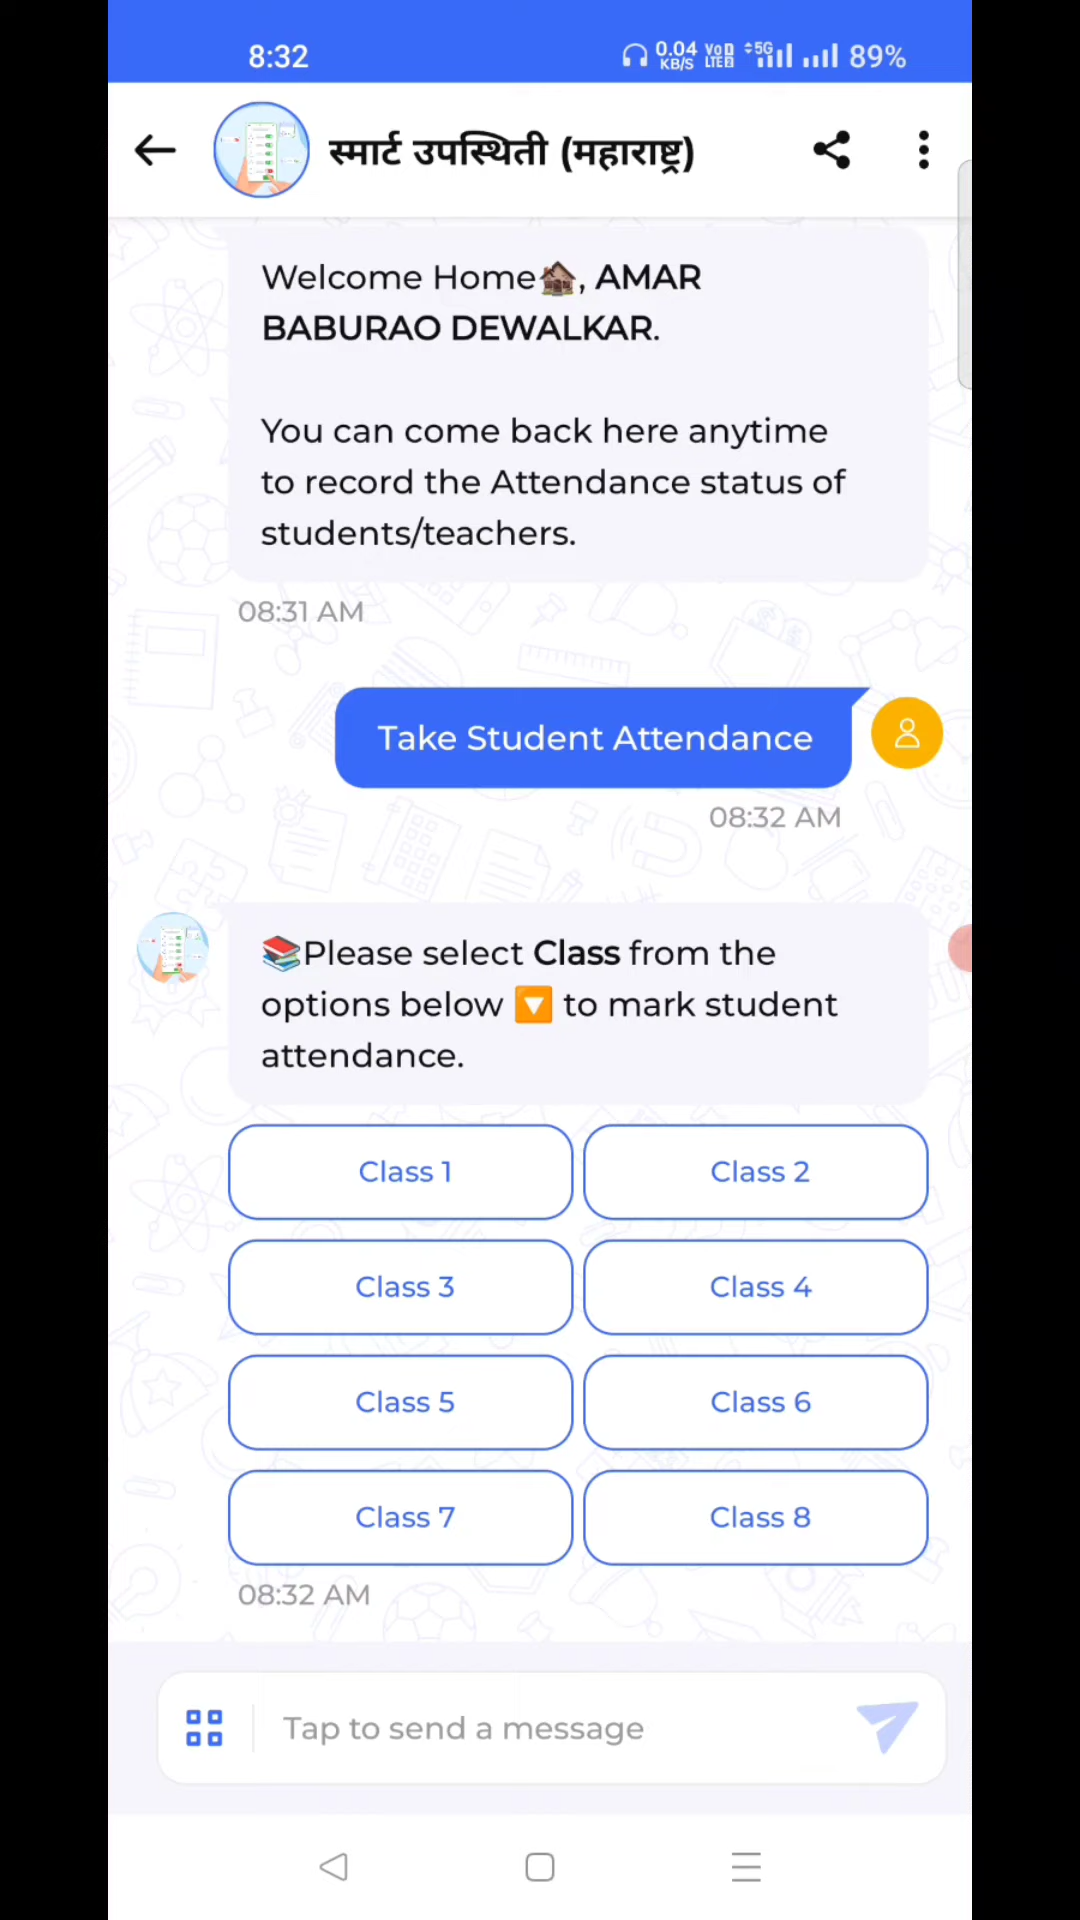 8:32
0.04 KB/S 5G 89%
स्मार्ट उपस्थिती (महाराष्ट्र)
Welcome Home🏚️, AMAR
BABURAO DEWALKAR.
You can come back here anytime
to record the Attendance status of
students/teachers.
08:31 AM
Take Student Attendance
08:32 AM
📚Please select Class from the
options below 🔽 to mark student
attendance.
Class 1
Class 2
Class 3
Class 4
Class 5
Class 6
Class 7
Class 8
08:32 AM
Tap to send a message